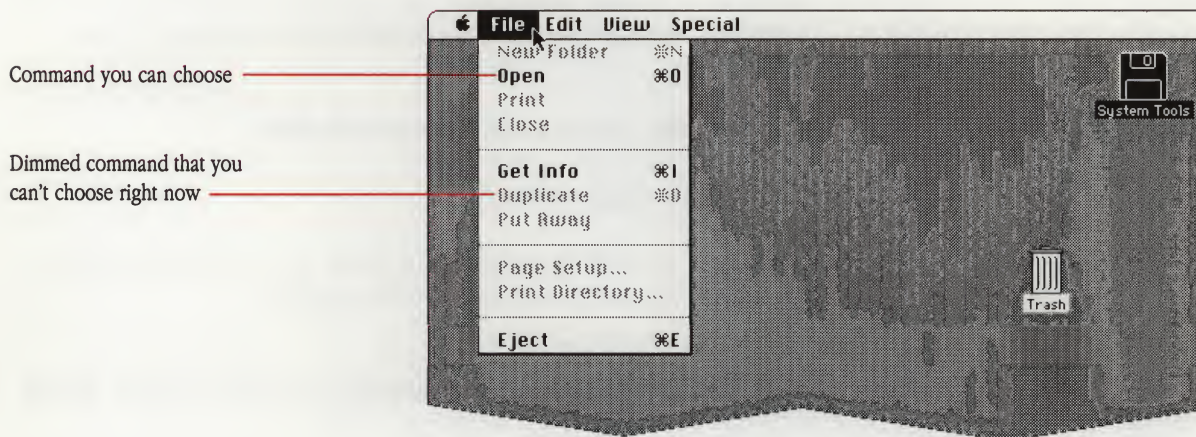 File Edit View Special
Command you can choose
Dimmed command that you
can't choose right now
New Folder ⌘N
Open ⌘O
Print
Close
Get Info ⌘I
Duplicate ⌘D
Put Away
Page Setup...
Print Directory...
Eject ⌘E
System Tools
Trash